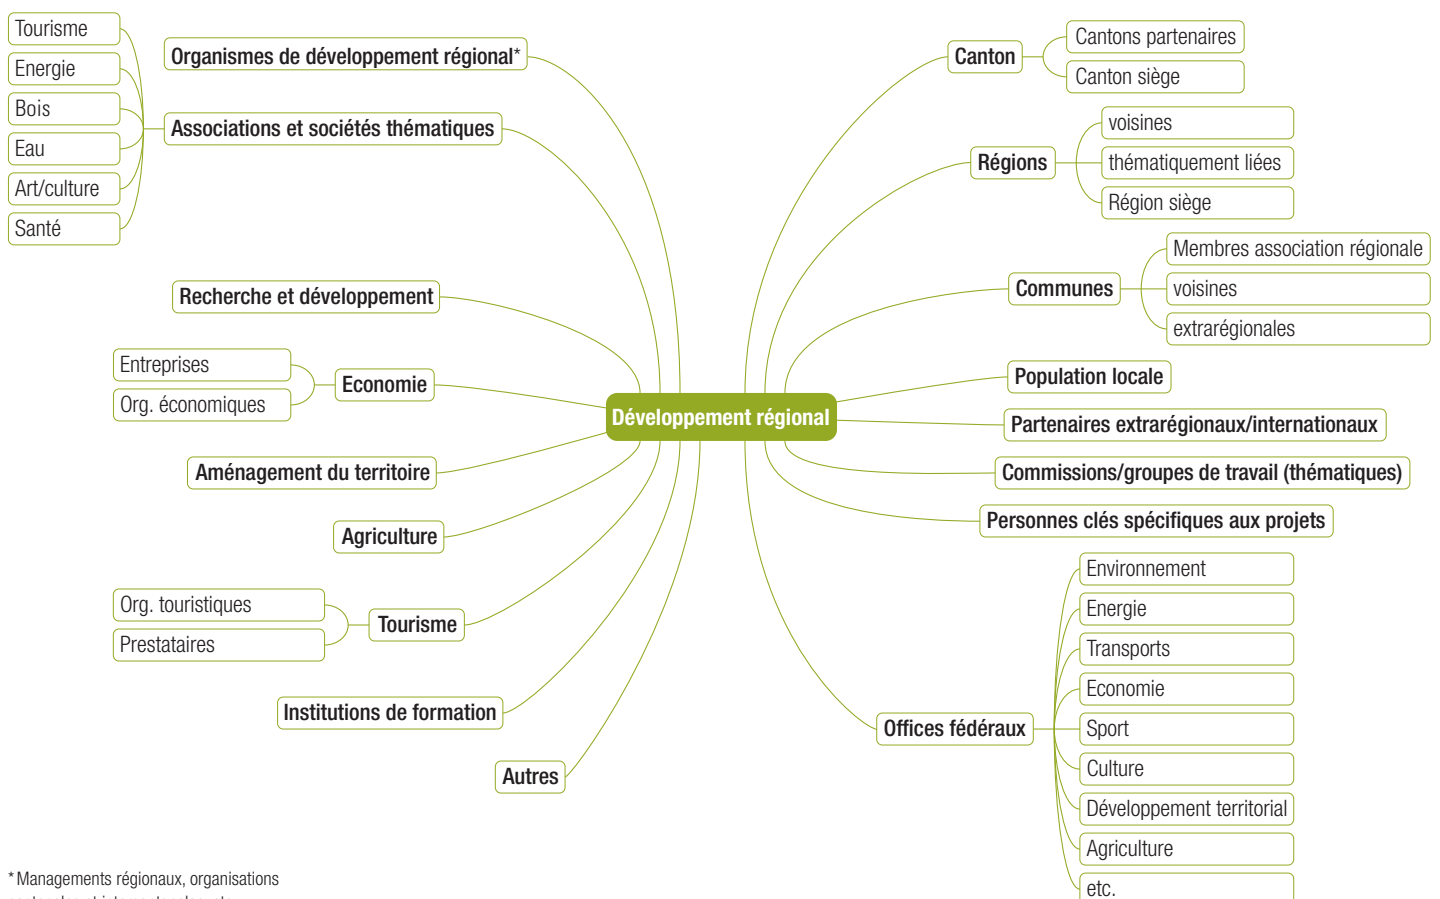 Tourisme
Energie
Bois
Eau
Art/culture
Santé
Organismes de développement régional*
Associations et sociétés thématiques
Recherche et développement
Entreprises
Org. économiques
Economie
Aménagement du territoire
Agriculture
Org. touristiques
Prestataires
Tourisme
Institutions de formation
Autres
Développement régional
Canton
Cantons partenaires
Canton siège
Régions
voisines
thématiquement liées
Région siège
Communes
Membres association régionale
voisines
extrarégionales
Population locale
Partenaires extrarégionaux/internationaux
Commissions/groupes de travail (thématiques)
Personnes clés spécifiques aux projets
Offices fédéraux
Environnement
Energie
Transports
Economie
Sport
Culture
Développement territorial
Agriculture
etc.
*Managements régionaux, organisations